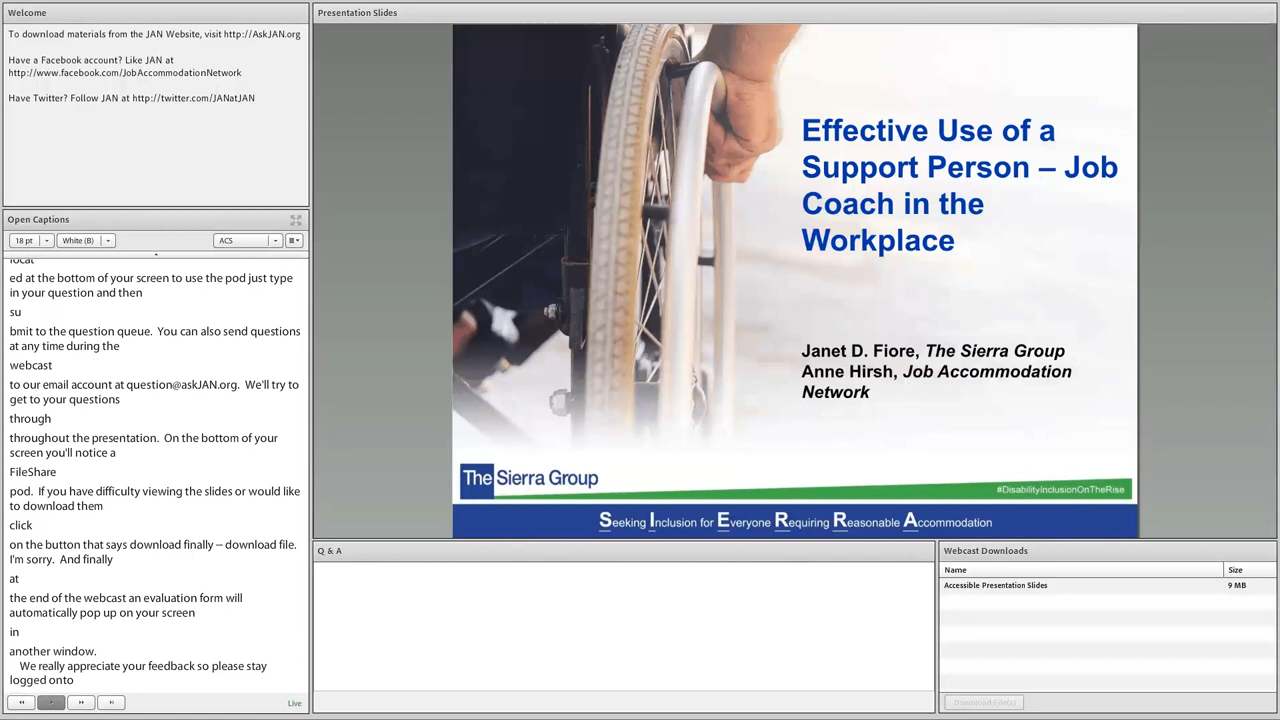 Welcome
To download materials from the JAN Website, visit http://AskJAN.org
Have a Facebook account? Like JAN at
http://www.facebook.com/JobAccommodationNetwork
Have Twitter? Follow JAN at http://twitter.com/JANatJAN
Open Captions
18 pt
White (B)
ACS
locat
ed at the bottom of your screen to use the pod just type
in your question and then
su
bmit to the question queue.  You can also send questions
at any time during the
webcast
to our email account at question@askJAN.org.  We'll try to
get to your questions
through
throughout the presentation.  On the bottom of your
screen you'll notice a
FileShare
pod.  If you have difficulty viewing the slides or would like
to download them
click
on the button that says download finally -- download file.
I'm sorry.  And finally
at
the end of the webcast an evaluation form will
automatically pop up on your screen
in
another window.
We really appreciate your feedback so please stay
logged onto
Live
Presentation Slides
Effective Use of a
Support Person – Job
Coach in the
Workplace
Janet D. Fiore, The Sierra Group
Anne Hirsh, Job Accommodation
Network
The Sierra Group
#DisabilityInclusionOnTheRise
Seeking Inclusion for Everyone Requiring Reasonable Accommodation
Q & A
Webcast Downloads
Name
Size
Accessible Presentation Slides
9 MB
Download File(s)